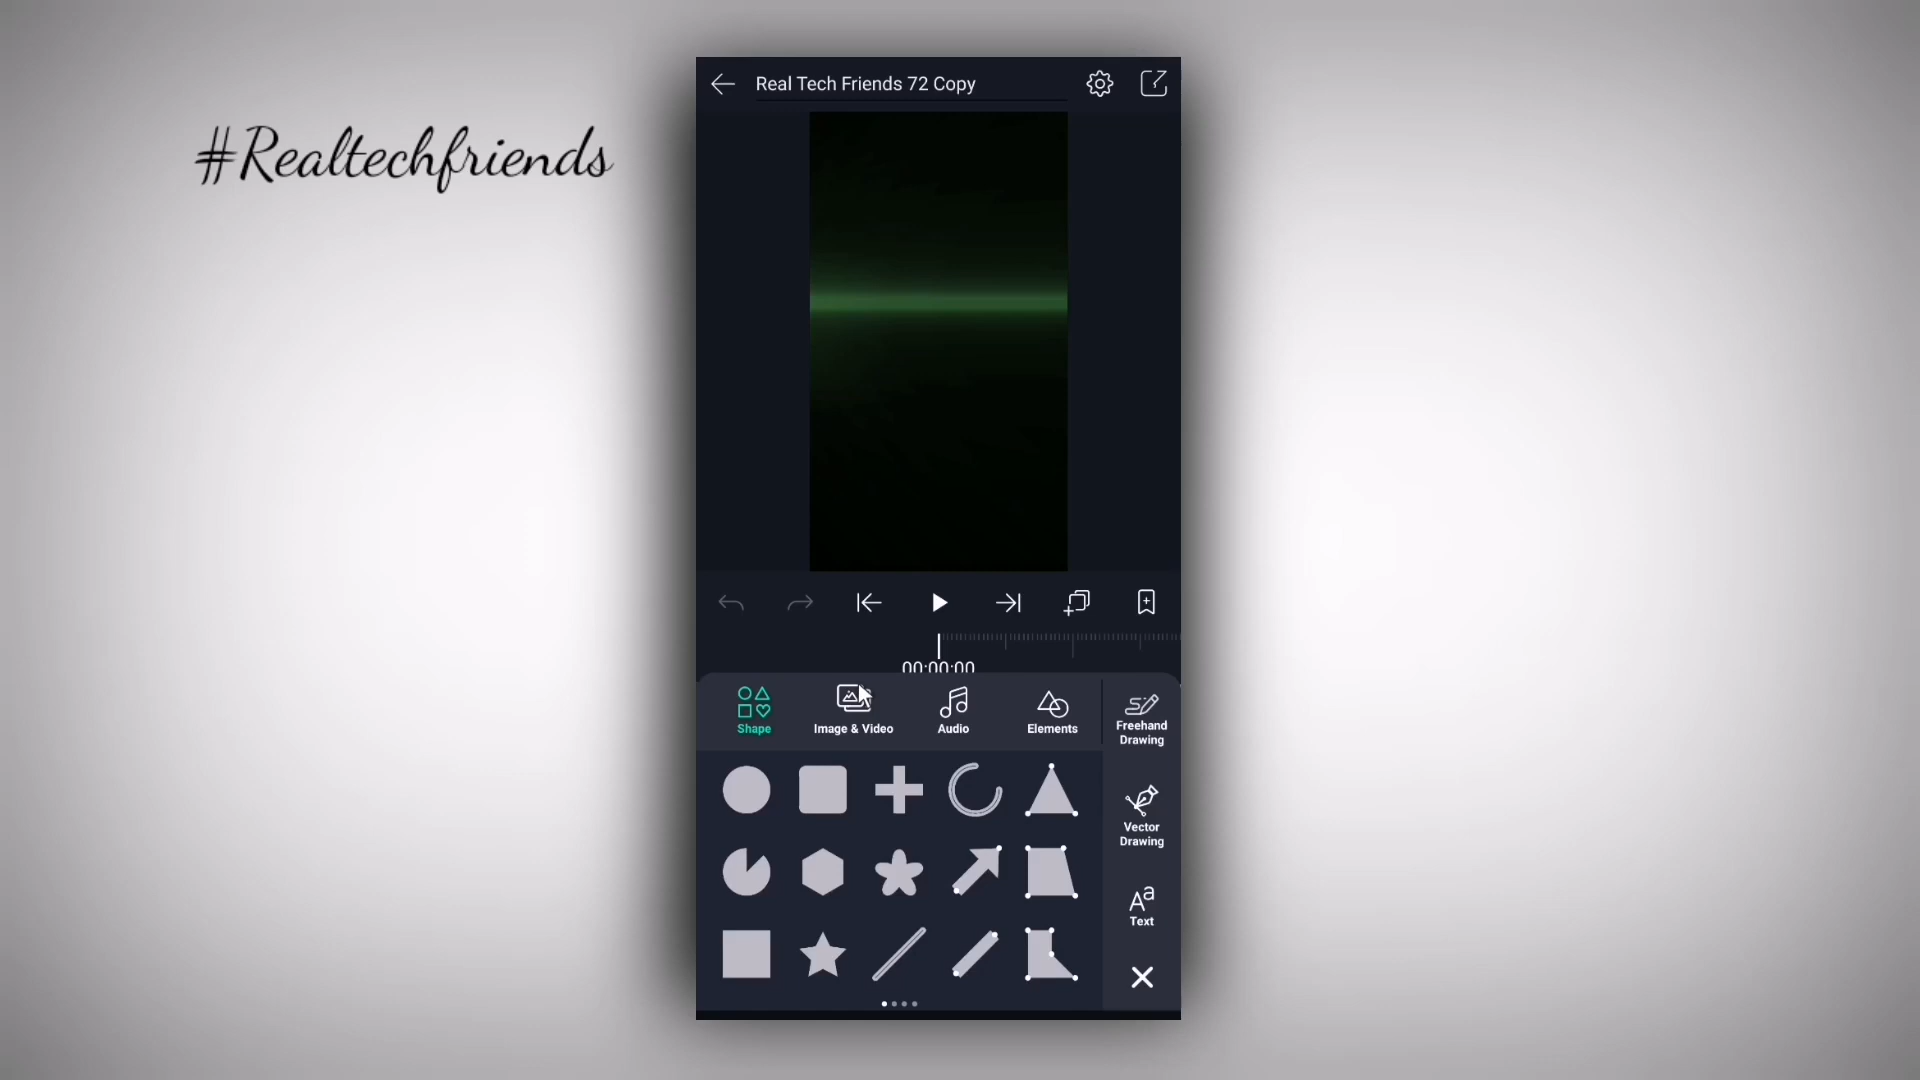 #Realtechfriends
Real Tech Friends 72 Copy
00:00:00
Shape
Image & Video
Audio
Elements
Freehand
Drawing
Vector
Drawing
Aa
Text